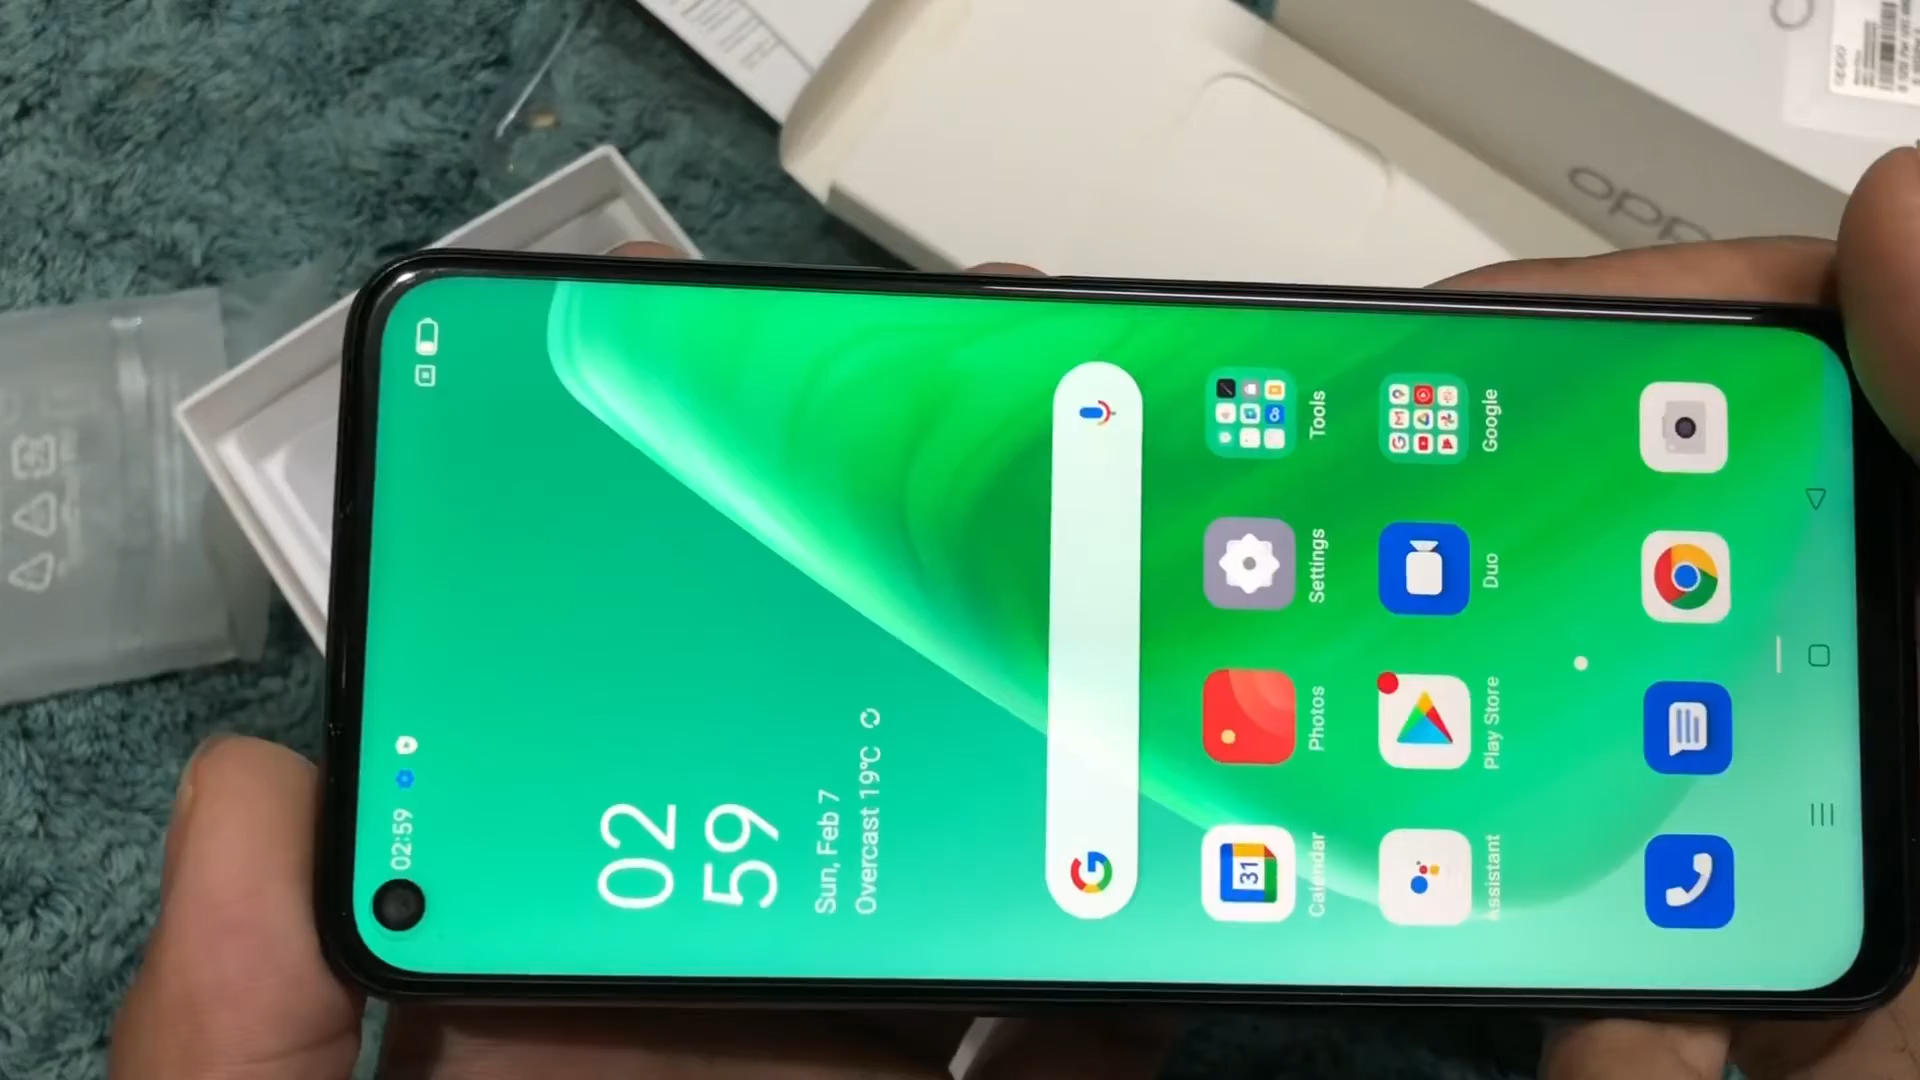 02:59
02
59
Sun, Feb 7
Overcast 19°C
Calendar
Photos
Settings
Tools
Assistant
Play Store
Duo
Google
31
oppo